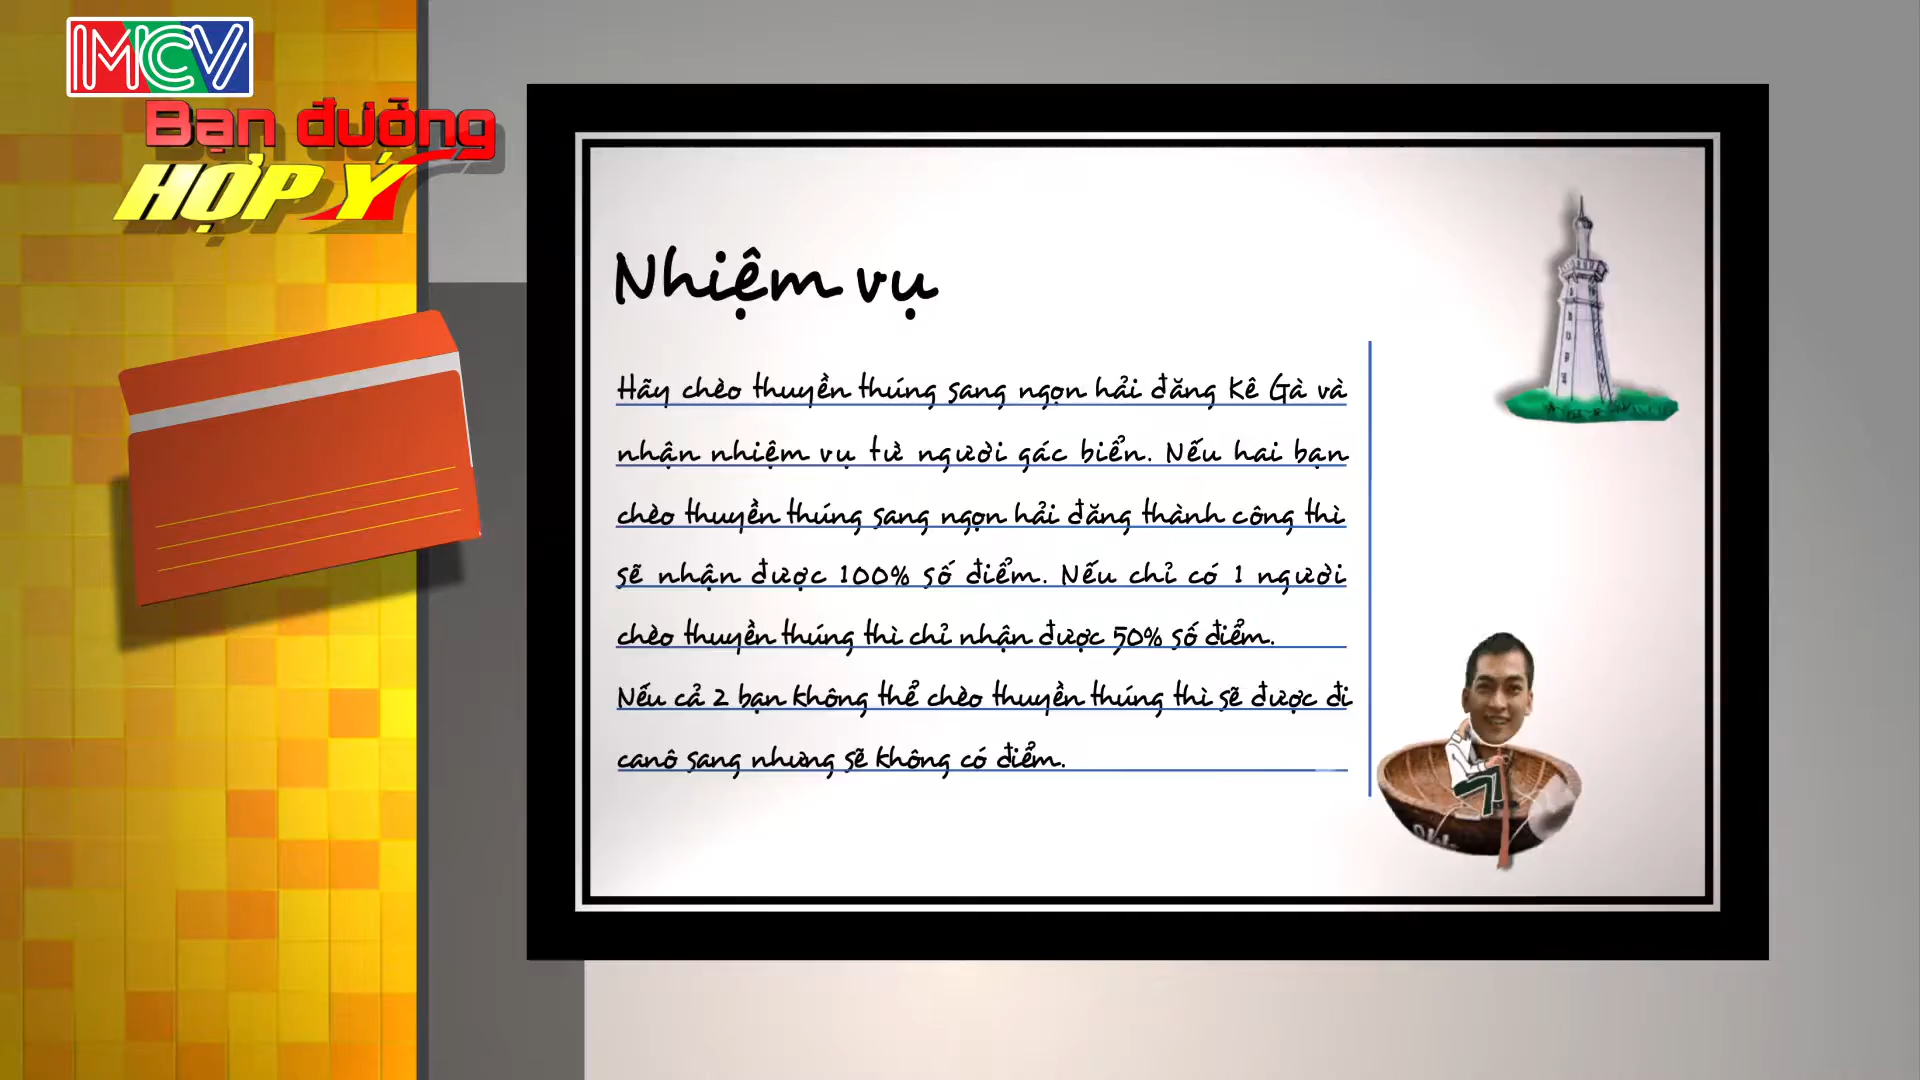 MCV
Bạn đường
HỢP Ý
Nhiệm vụ
Hãy chèo thuyền thúng sang ngọn hải đăng Kê Gà và
nhận nhiệm vụ từ người gác biển. Nếu hai bạn
chèo thuyền thúng sang ngọn hải đăng thành công thì
sẽ nhận được 100% số điểm. Nếu chỉ có 1 người
chèo thuyền thúng thì chỉ nhận được 50% số điểm.
Nếu cả 2 bạn không thể chèo thuyền thúng thì sẽ được đi
canô sang nhưng sẽ không có điểm.